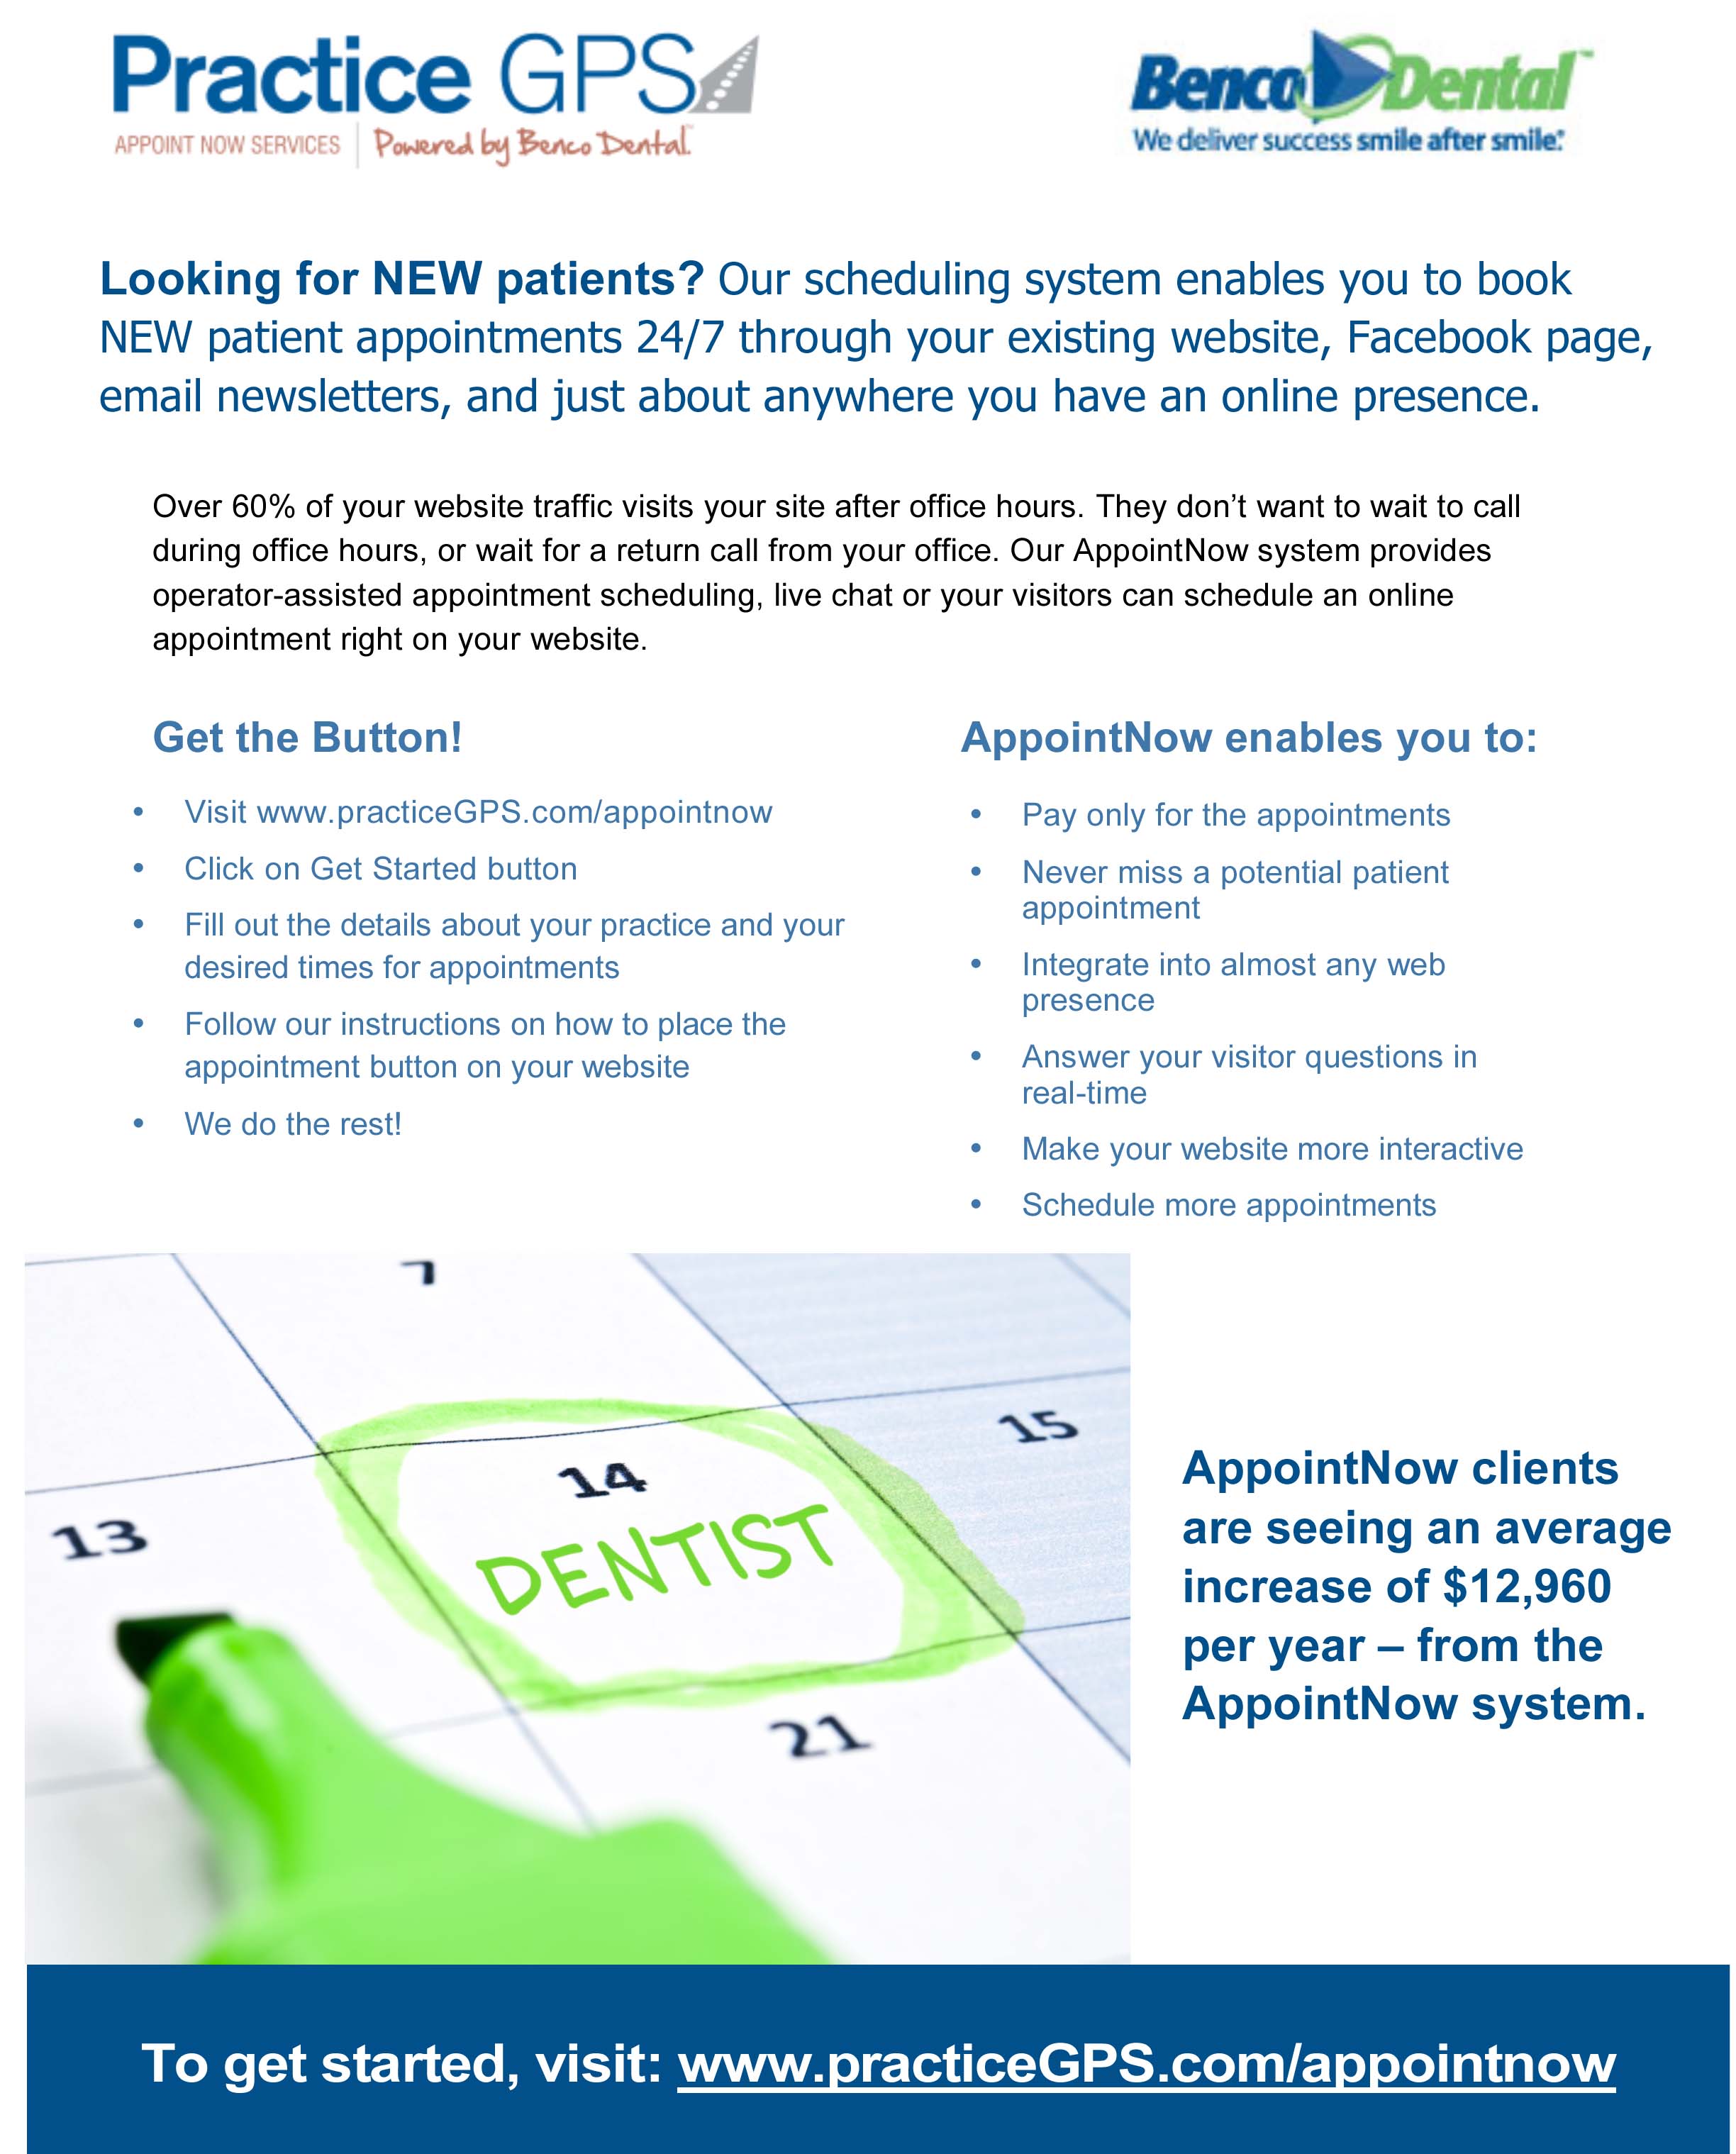 Practice GPS
APPOINT NOW SERVICES | Powered by Benco Dental.™
Benco Dental™
We deliver success smile after smile.®
Looking for NEW patients? Our scheduling system enables you to book
NEW patient appointments 24/7 through your existing website, Facebook page,
email newsletters, and just about anywhere you have an online presence.
Over 60% of your website traffic visits your site after office hours. They don’t want to wait to call
during office hours, or wait for a return call from your office. Our AppointNow system provides
operator-assisted appointment scheduling, live chat or your visitors can schedule an online
appointment right on your website.
Get the Button!
• Visit www.practiceGPS.com/appointnow
• Click on Get Started button
• Fill out the details about your practice and your
desired times for appointments
• Follow our instructions on how to place the
appointment button on your website
• We do the rest!
AppointNow enables you to:
• Pay only for the appointments
• Never miss a potential patient
appointment
• Integrate into almost any web
presence
• Answer your visitor questions in
real-time
• Make your website more interactive
• Schedule more appointments
7
13
14
15
DENTIST
21
AppointNow clients
are seeing an average
increase of $12,960
per year – from the
AppointNow system.
To get started, visit: www.practiceGPS.com/appointnow